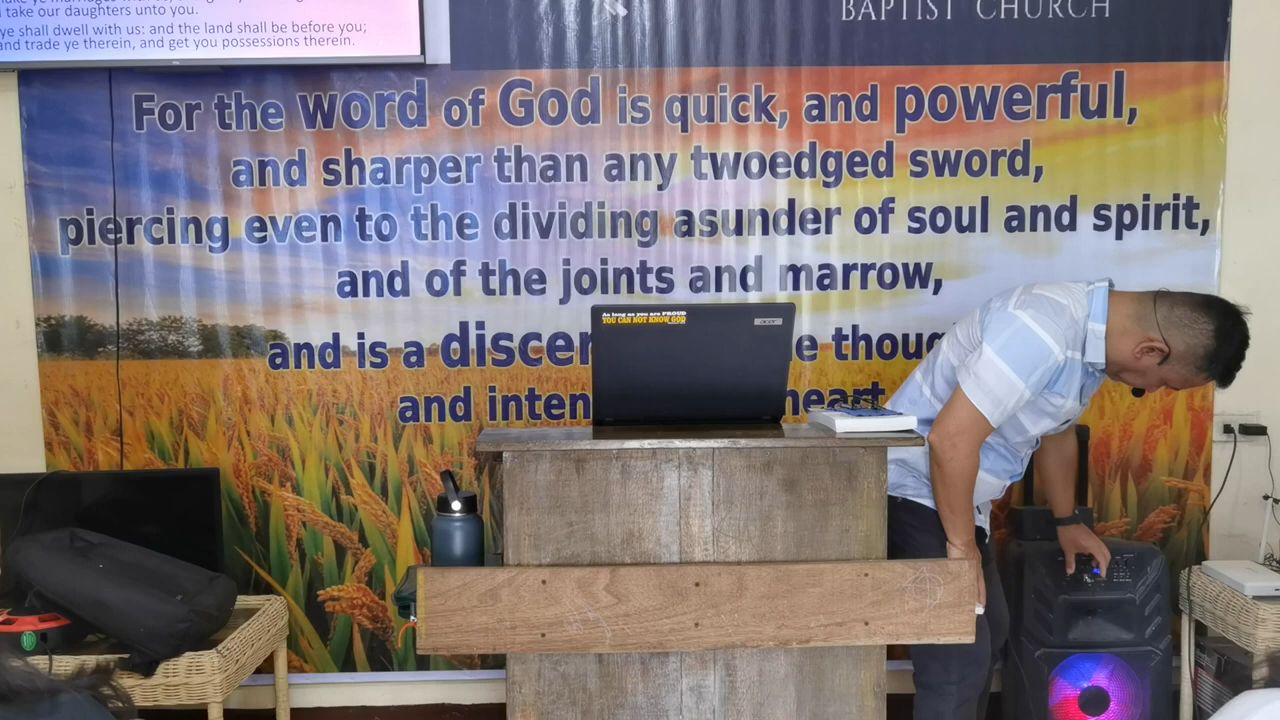 take our daughters unto you.
ye shall dwell with us: and the land shall be before you;
and trade ye therein, and get you possessions therein.
BAPTIST CHURCH
For the word of God is quick, and powerful,
and sharper than any twoedged sword,
piercing even to the dividing asunder of soul and spirit,
and of the joints and marrow,
and is a discer e thoug
and inten heart
As long as you are PROUD
YOU CAN NOT KNOW GOD
acer